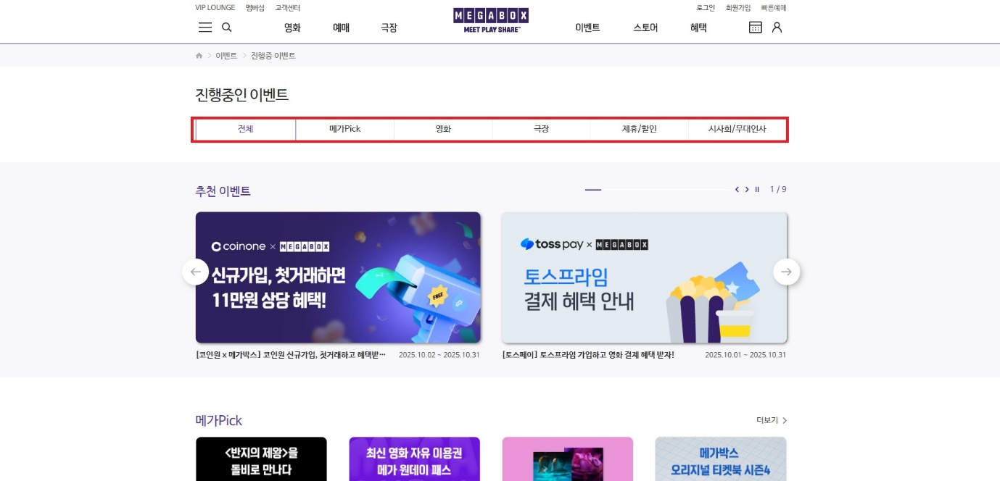 VIP LOUNGE 멤버십 고객센터
로그인 회원가입 빠른예매
영화 예매 극장
MEGABOX
MEET PLAY SHARE™
이벤트 스토어 혜택
이벤트 > 진행중 이벤트
진행중인 이벤트
전체 메가Pick 영화 극장 제휴/할인 시사회/무대인사
추천 이벤트
1 / 9
coinone × MEGABOX
신규가입, 첫거래하면
11만원 상당 혜택!
FREE
toss pay × MEGABOX
토스프라임
결제 혜택 안내
[코인원 x 메가박스] 코인원 신규가입, 첫거래하고 혜택받…
2025.10.02 ~ 2025.10.31
[토스페이] 토스프라임 가입하고 영화 결제 혜택 받자!
2025.10.01 ~ 2025.10.31
메가Pick
더보기 >
<반지의 제왕>을
돌비로 만나다
최신 영화 자유 이용권
메가 원데이 패스
메가박스
오리지널 티켓북 시즌4